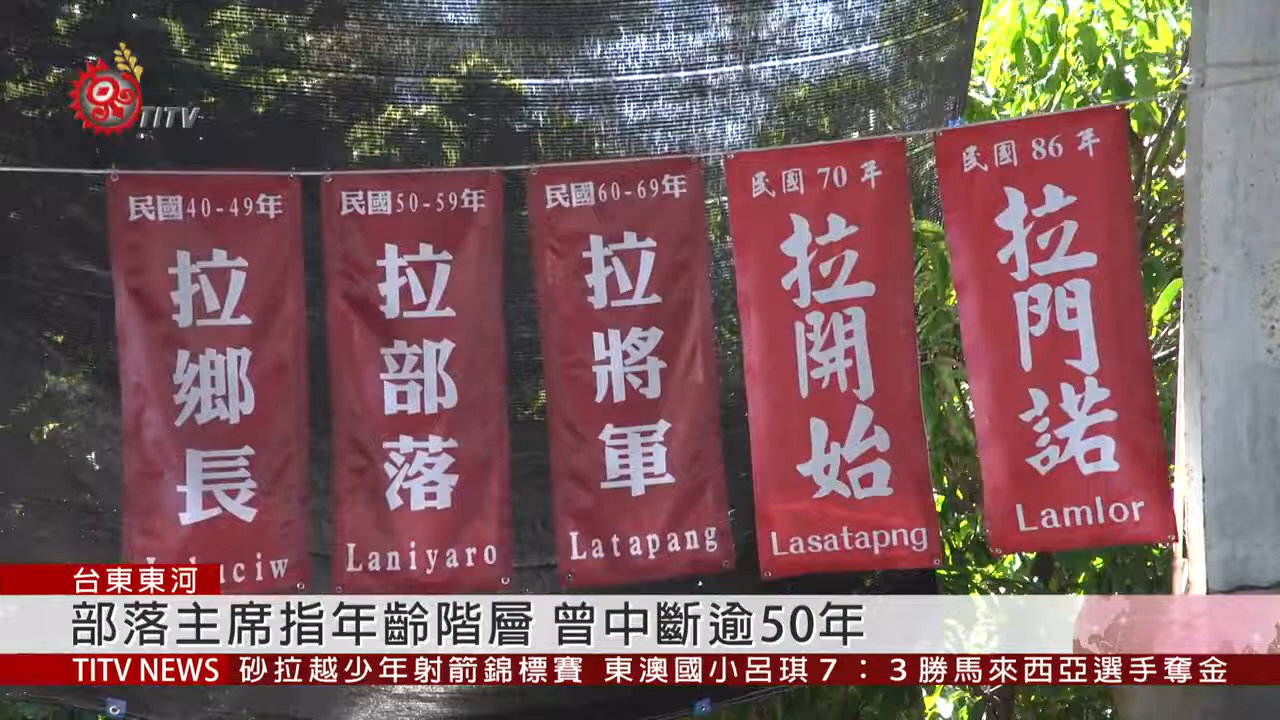 TITV
民國40-49年
拉鄉長
民國50-59年
拉部落
Laniyaro
民國60-69年
拉將軍
Latapang
民國 70 年
拉開始
Lasatapng
民國 86 年
拉門諾
Lamlor
台東東河
部落主席指年齡階層 曾中斷逾50年
TITV NEWS 砂拉越少年射箭錦標賽 東澳國小呂琪７：３勝馬來西亞選手奪金